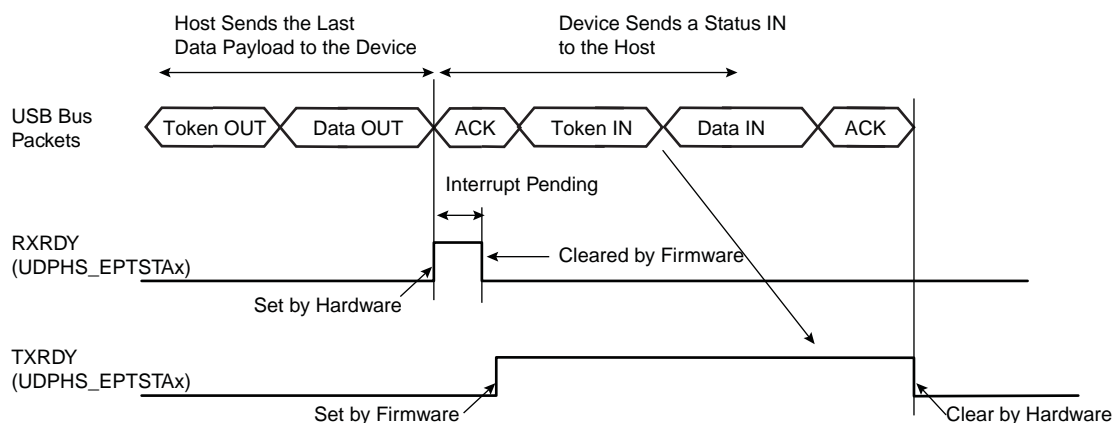 Host Sends the Last
Data Payload to the Device
Device Sends a Status IN
to the Host
USB Bus
Packets
Token OUT
Data OUT
ACK
Token IN
Data IN
ACK
Interrupt Pending
RXRDY
(UDPHS_EPTSTAx)
Cleared by Firmware
Set by Hardware
TXRDY
(UDPHS_EPTSTAx)
Set by Firmware
Clear by Hardware